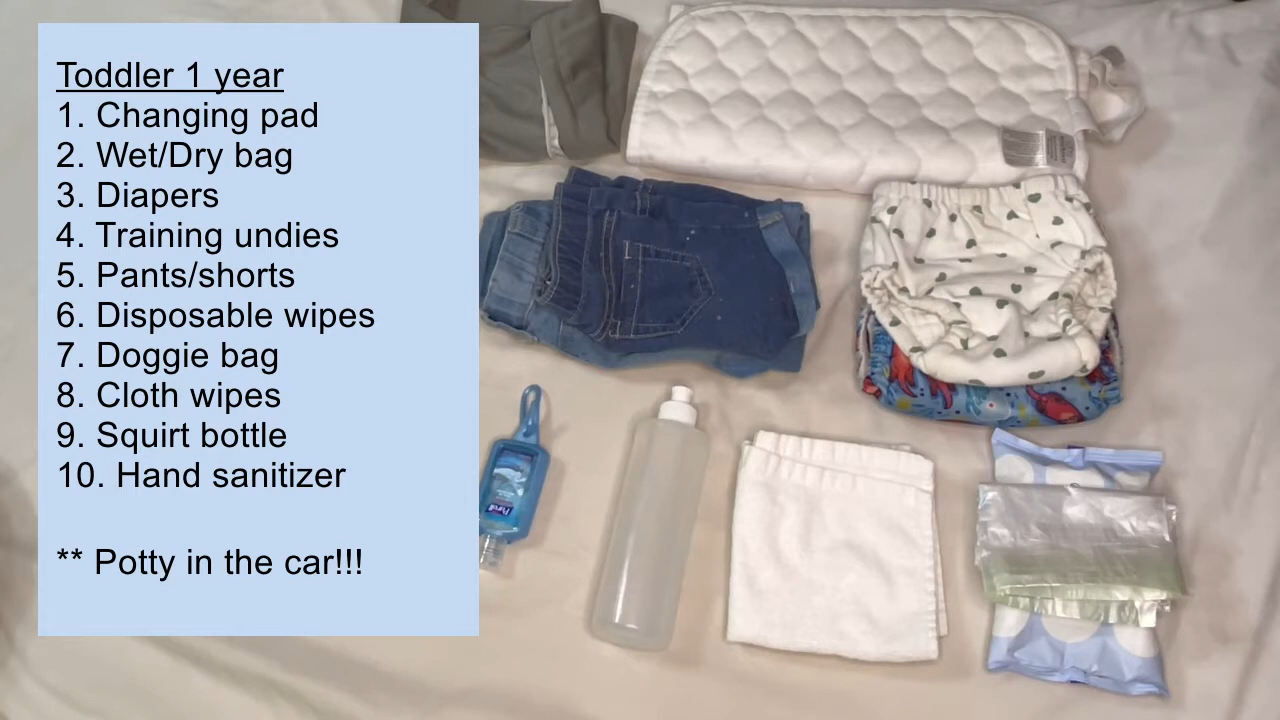 Toddler 1 year
1. Changing pad
2. Wet/Dry bag
3. Diapers
4. Training undies
5. Pants/shorts
6. Disposable wipes
7. Doggie bag
8. Cloth wipes
9. Squirt bottle
10. Hand sanitizer
** Potty in the car!!!
Purell